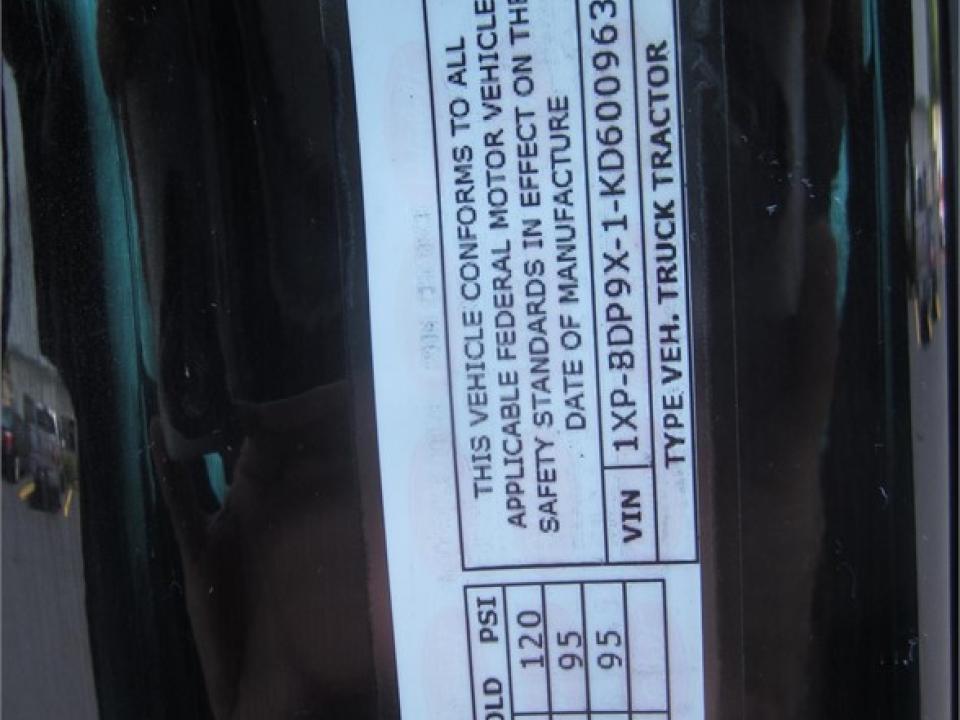 OLD PSI
120
95
95
THIS VEHICLE CONFORMS TO ALL
APPLICABLE FEDERAL MOTOR VEHICLE
SAFETY STANDARDS IN EFFECT ON THE
DATE OF MANUFACTURE
VIN 1XP-8DP9X-1-KD600963
TYPE VEH. TRUCK TRACTOR